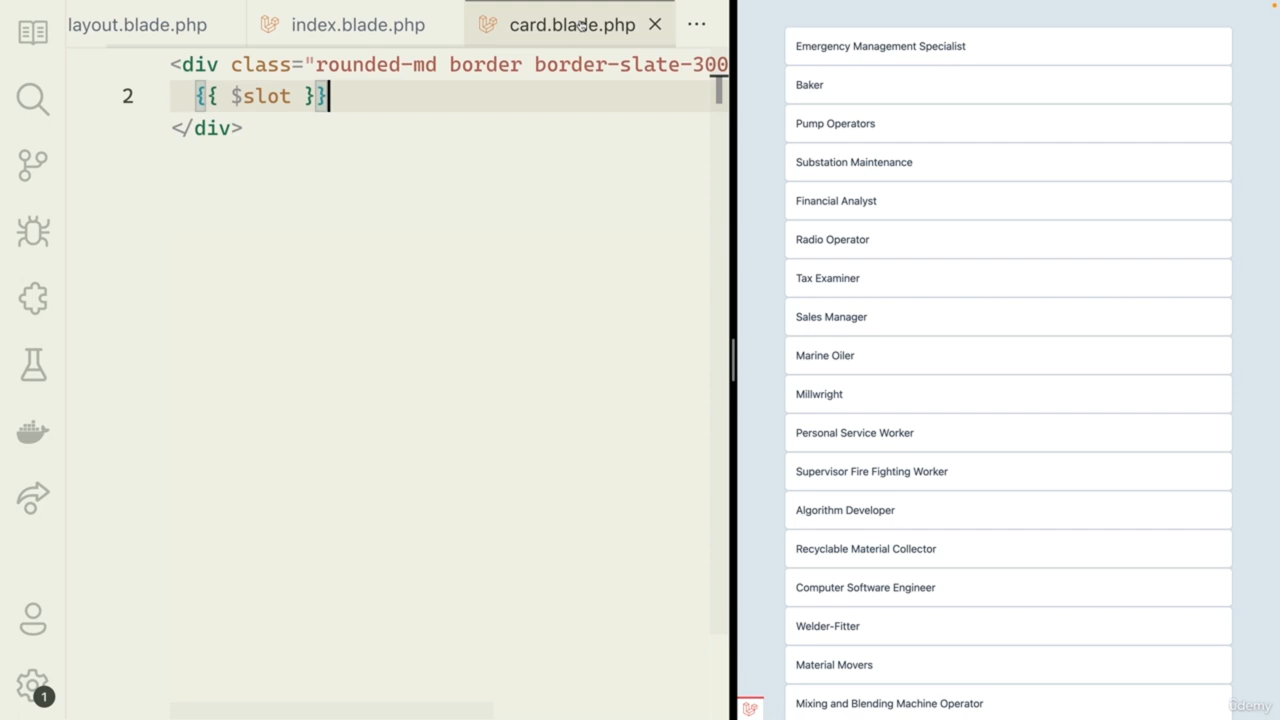 layout.blade.php
index.blade.php
card.blade.php
<div class="rounded-md border border-slate-300
2
{{ $slot }}
</div>
1
Emergency Management Specialist
Baker
Pump Operators
Substation Maintenance
Financial Analyst
Radio Operator
Tax Examiner
Sales Manager
Marine Oiler
Millwright
Personal Service Worker
Supervisor Fire Fighting Worker
Algorithm Developer
Recyclable Material Collector
Computer Software Engineer
Welder-Fitter
Material Movers
Mixing and Blending Machine Operator
ûdemy